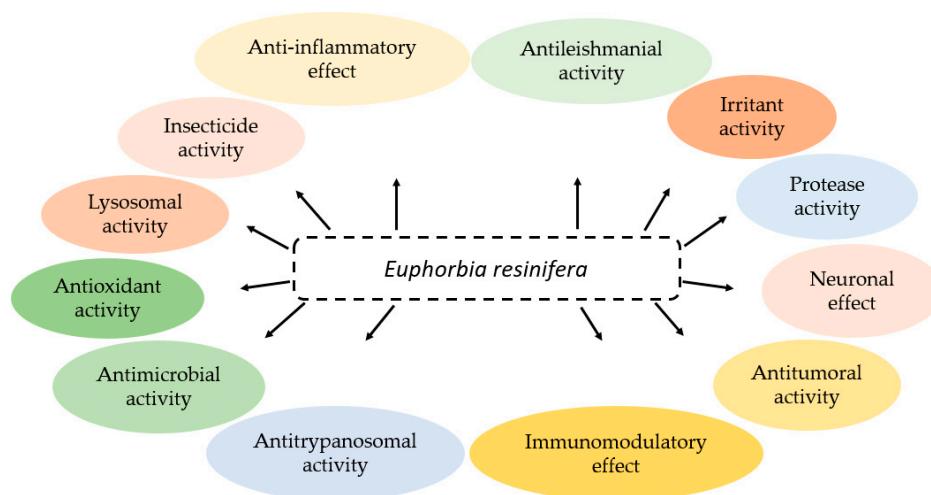 Anti-inflammatory
effect
Antileishmanial
activity
Irritant
activity
Insecticide
activity
Protease
activity
Lysosomal
activity
Euphorbia resinifera
Neuronal
effect
Antioxidant
activity
Antimicrobial
activity
Antitumoral
activity
Antitrypanosomal
activity
Immunomodulatory
effect